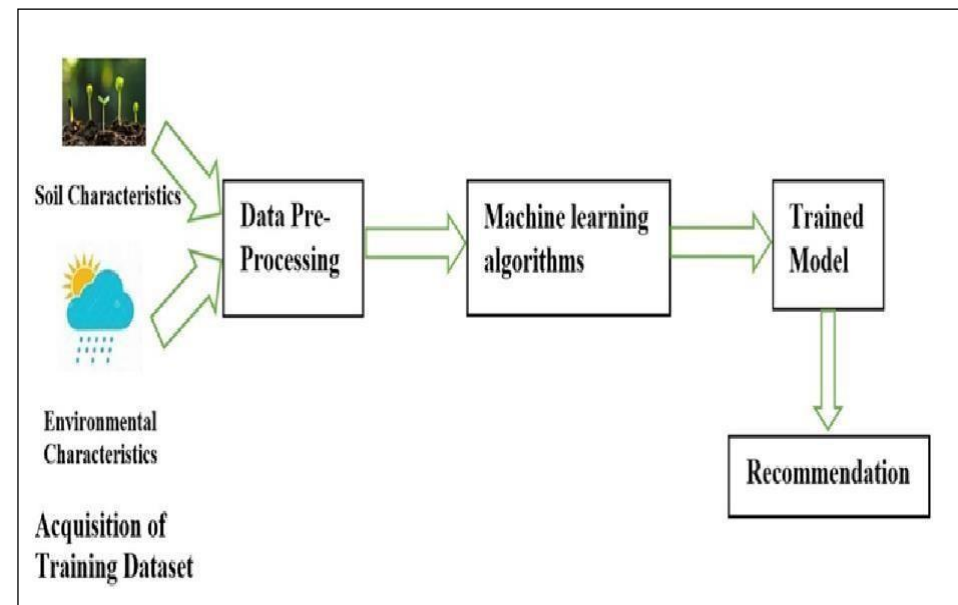 Soil Characteristics
Environmental
Characteristics
Acquisition of
Training Dataset
Data Pre-
Processing
Machine learning
algorithms
Trained
Model
Recommendation